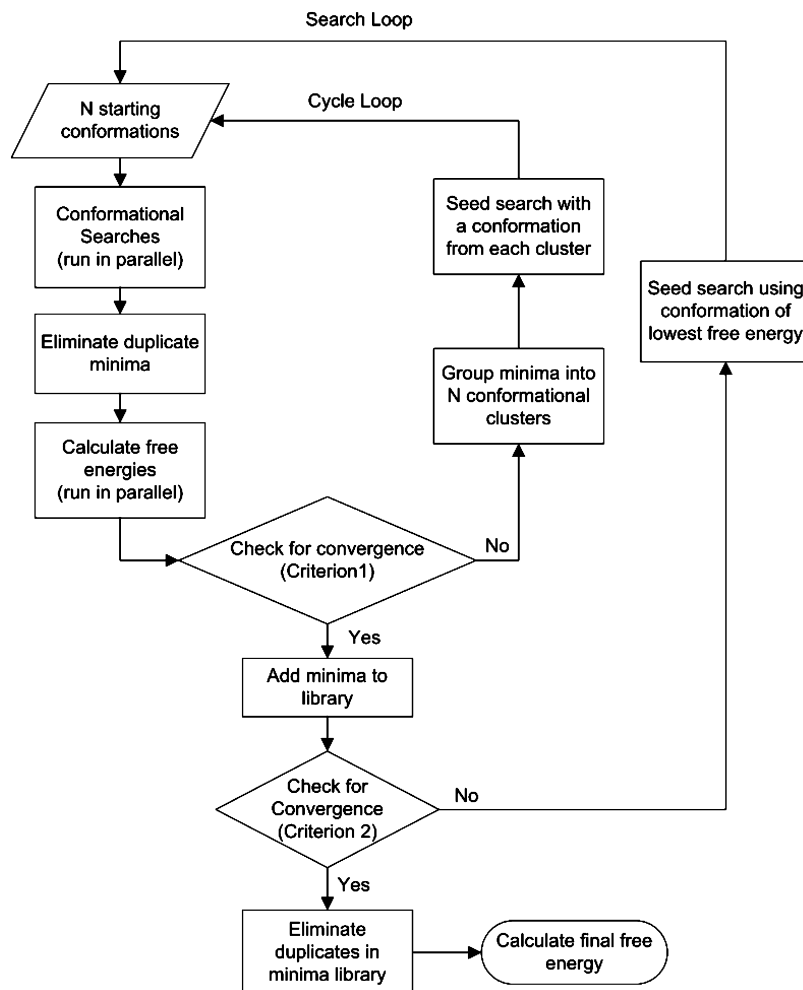 Search Loop
N starting
conformations
Cycle Loop
Conformational
Searches
(run in parallel)
Seed search with
a conformation
from each cluster
Seed search using
conformation of
lowest free energy
Eliminate duplicate
minima
Group minima into
N conformational
clusters
Calculate free
energies
(run in parallel)
Check for convergence
(Criterion1)
No
Yes
Add minima to
library
Check for
Convergence
(Criterion 2)
No
Yes
Eliminate
duplicates in
minima library
Calculate final free
energy